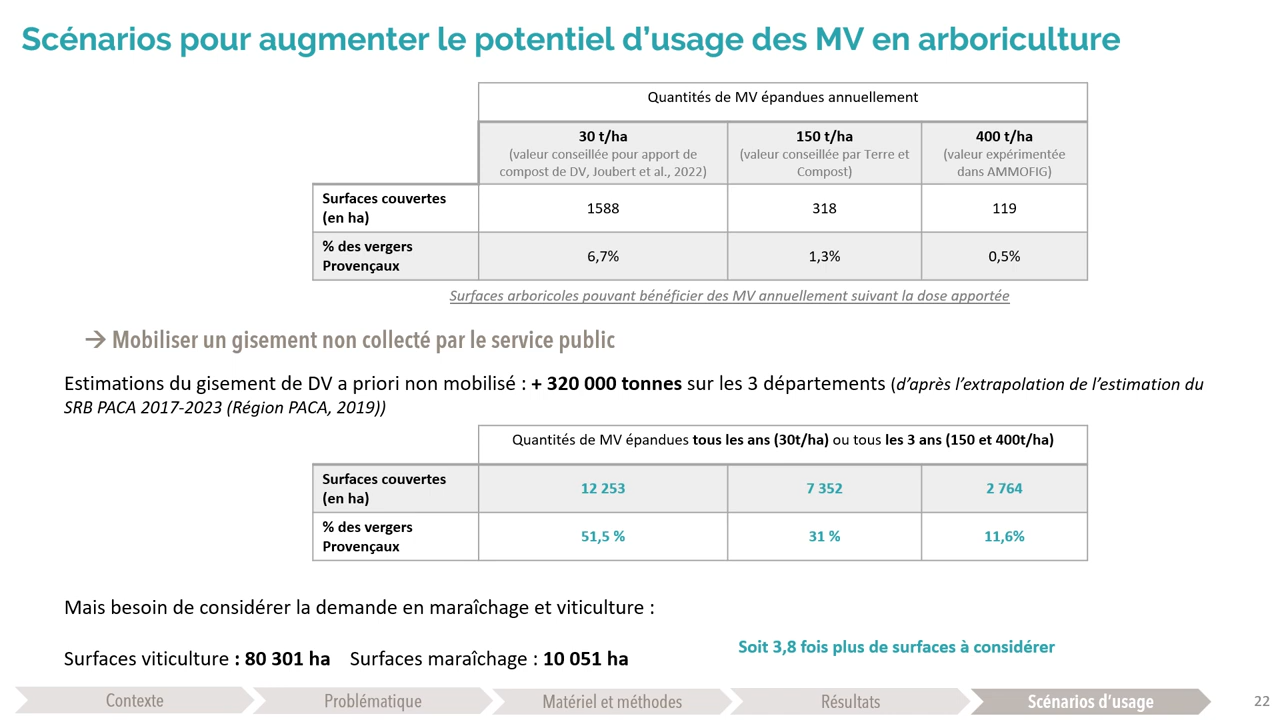 Scénarios pour augmenter le potentiel d'usage des MV en arboriculture
Quantités de MV épandues annuellement
30 t/ha
(valeur conseillée pour apport de
compost de DV, Joubert et al., 2022)
150 t/ha
(valeur conseillée par Terre et
Compost)
400 t/ha
(valeur expérimentée
dans AMMOFIG)
Surfaces couvertes
(en ha)
1588
318
119
% des vergers
Provençaux
6,7%
1,3%
0,5%
Surfaces arboricoles pouvant bénéficier des MV annuellement suivant la dose apportée
→ Mobiliser un gisement non collecté par le service public
Estimations du gisement de DV a priori non mobilisé : + 320 000 tonnes sur les 3 départements (d'après l'extrapolation de l'estimation du
SRB PACA 2017-2023 (Région PACA, 2019))
Quantités de MV épandues tous les ans (30t/ha) ou tous les 3 ans (150 et 400t/ha)
Surfaces couvertes
(en ha)
12 253
7 352
2 764
% des vergers
Provençaux
51,5 %
31 %
11,6%
Mais besoin de considérer la demande en maraîchage et viticulture :
Surfaces viticulture : 80 301 ha Surfaces maraîchage : 10 051 ha
Soit 3,8 fois plus de surfaces à considérer
Contexte
Problématique
Matériel et méthodes
Résultats
Scénarios d'usage
22